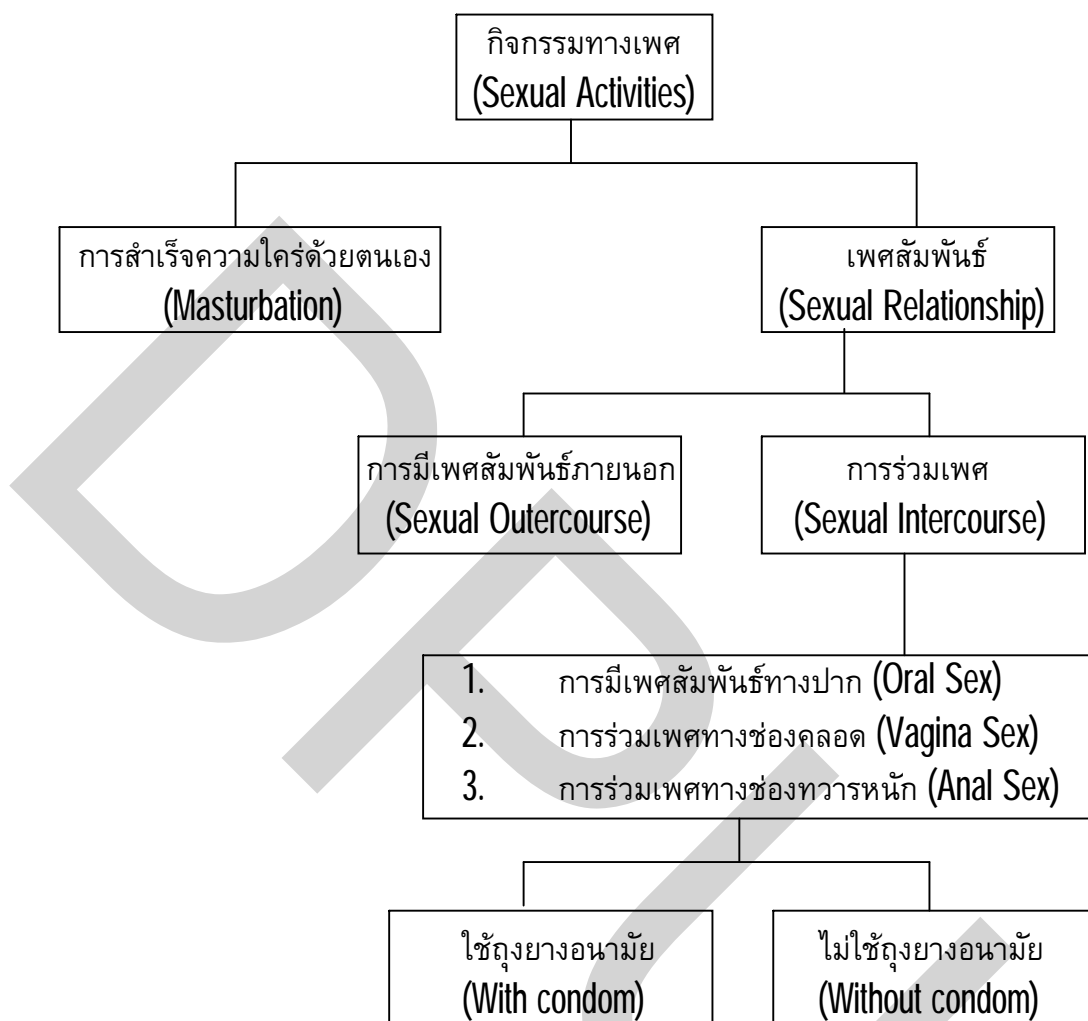 กิจกรรมทางเพศ
(Sexual Activities)
การสำเร็จความใคร่ด้วยตนเอง
(Masturbation)
เพศสัมพันธ์
(Sexual Relationship)
การมีเพศสัมพันธ์ภายนอก
(Sexual Outercourse)
การร่วมเพศ
(Sexual Intercourse)
1. การมีเพศสัมพันธ์ทางปาก (Oral Sex)
2. การร่วมเพศทางช่องคลอด (Vagina Sex)
3. การร่วมเพศทางช่องทวารหนัก (Anal Sex)
ใช้ถุงยางอนามัย
(With condom)
ไม่ใช้ถุงยางอนามัย
(Without condom)